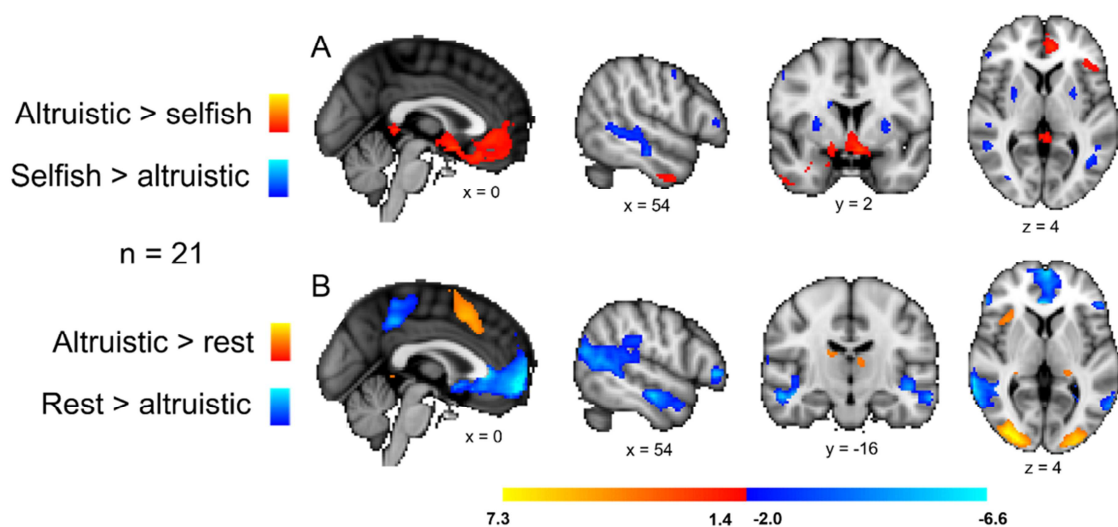 A
Altruistic > selfish
Selfish > altruistic
x = 0
x = 54
y = 2
z = 4
n = 21
B
Altruistic > rest
Rest > altruistic
x = 0
x = 54
y = -16
z = 4
7.3 1.4 -2.0 -6.6